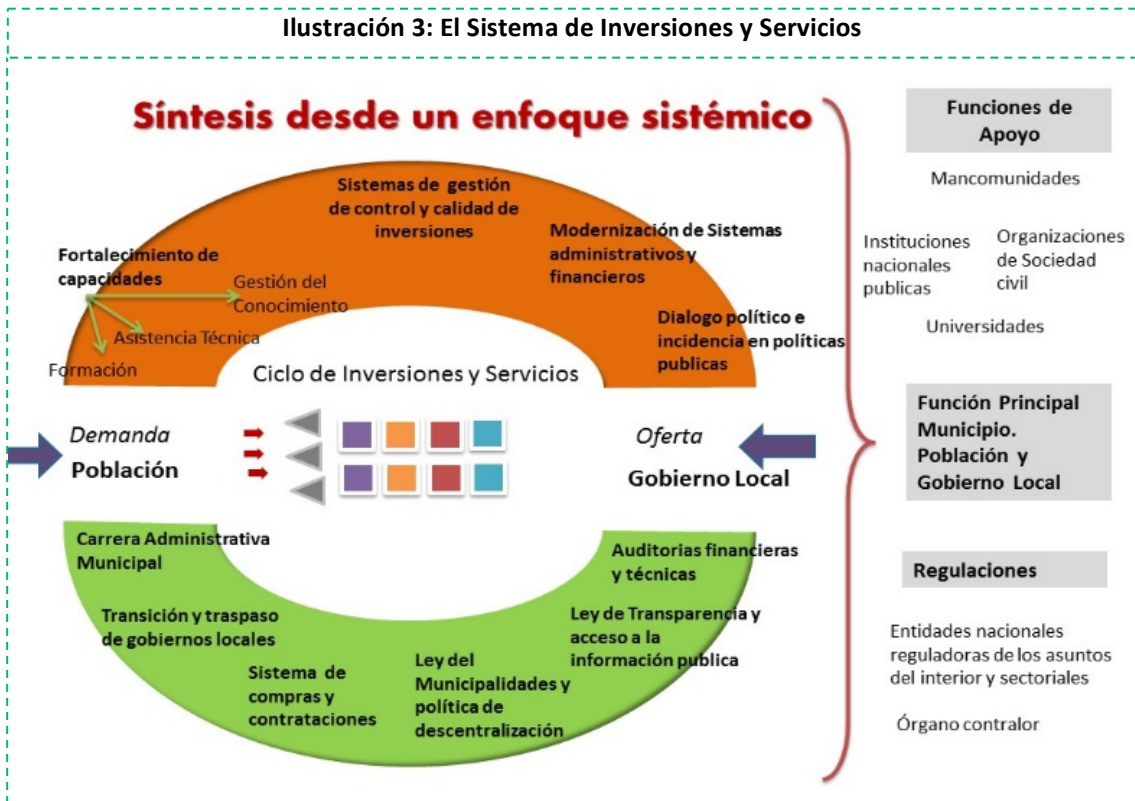 Ilustración 3: El Sistema de Inversiones y Servicios
Síntesis desde un enfoque sistémico
Sistemas de gestión
de control y calidad de
inversiones
Modernización de Sistemas
administrativos y
financieros
Fortalecimiento de
capacidades
Gestión del
Conocimiento
Asistencia Técnica
Formación
Dialogo político e
incidencia en políticas
publicas
Ciclo de Inversiones y Servicios
Demanda
Población
Oferta
Gobierno Local
Carrera Administrativa
Municipal
Auditorias financieras
y técnicas
Transición y traspaso
de gobiernos locales
Ley de Transparencia y
acceso a la
información publica
Sistema de
compras y
contrataciones
Ley del
Municipalidades y
política de
descentralización
Funciones de
Apoyo
Mancomunidades
Instituciones
nacionales
publicas
Organizaciones
de Sociedad
civil
Universidades
Función Principal
Municipio.
Población y
Gobierno Local
Regulaciones
Entidades nacionales
reguladoras de los asuntos
del interior y sectoriales
Órgano contralor